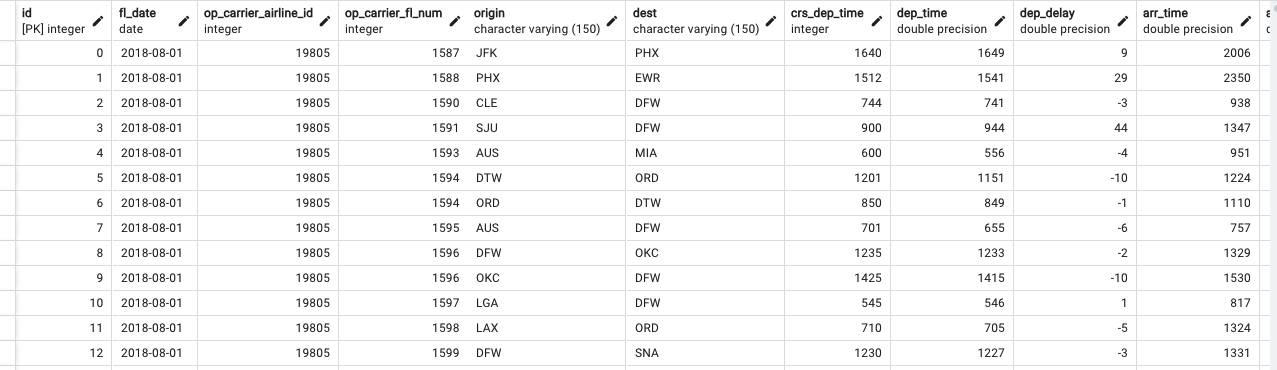 id fl_date op_carrier_airline_id op_carrier_fl_num origin dest crs_dep_time dep_time dep_delay arr_time
[PK] integer date integer integer character varying (150) character varying (150) integer double precision double precision double precision
0 2018-08-01 19805 1587 JFK PHX 1640 1649 9 2006
1 2018-08-01 19805 1588 PHX EWR 1512 1541 29 2350
2 2018-08-01 19805 1590 CLE DFW 744 741 -3 938
3 2018-08-01 19805 1591 SJU DFW 900 944 44 1347
4 2018-08-01 19805 1593 AUS MIA 600 556 -4 951
5 2018-08-01 19805 1594 DTW ORD 1201 1151 -10 1224
6 2018-08-01 19805 1594 ORD DTW 850 849 -1 1110
7 2018-08-01 19805 1595 AUS DFW 701 655 -6 757
8 2018-08-01 19805 1596 DFW OKC 1235 1233 -2 1329
9 2018-08-01 19805 1596 OKC DFW 1425 1415 -10 1530
10 2018-08-01 19805 1597 LGA DFW 545 546 1 817
11 2018-08-01 19805 1598 LAX ORD 710 705 -5 1324
12 2018-08-01 19805 1599 DFW SNA 1230 1227 -3 1331